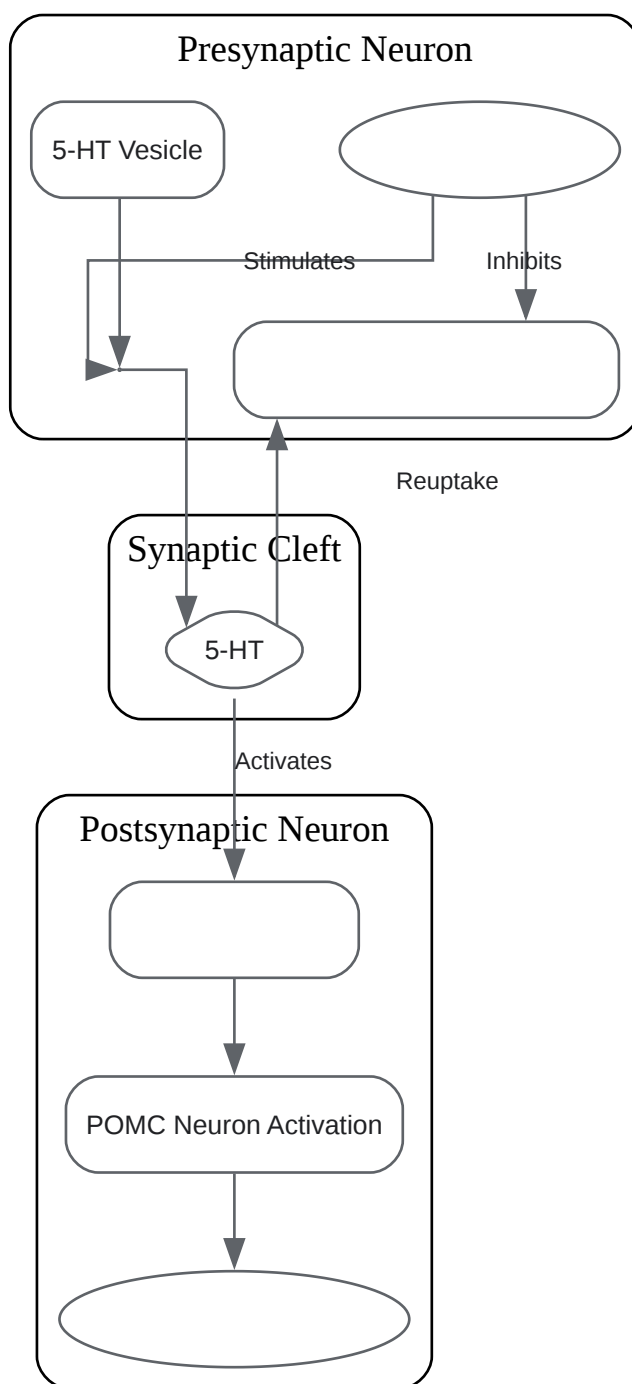 Presynaptic Neuron
5-HT Vesicle
Stimulates
Inhibits
Reuptake
Synaptic Cleft
5-HT
Activates
Postsynaptic Neuron
POMC Neuron Activation